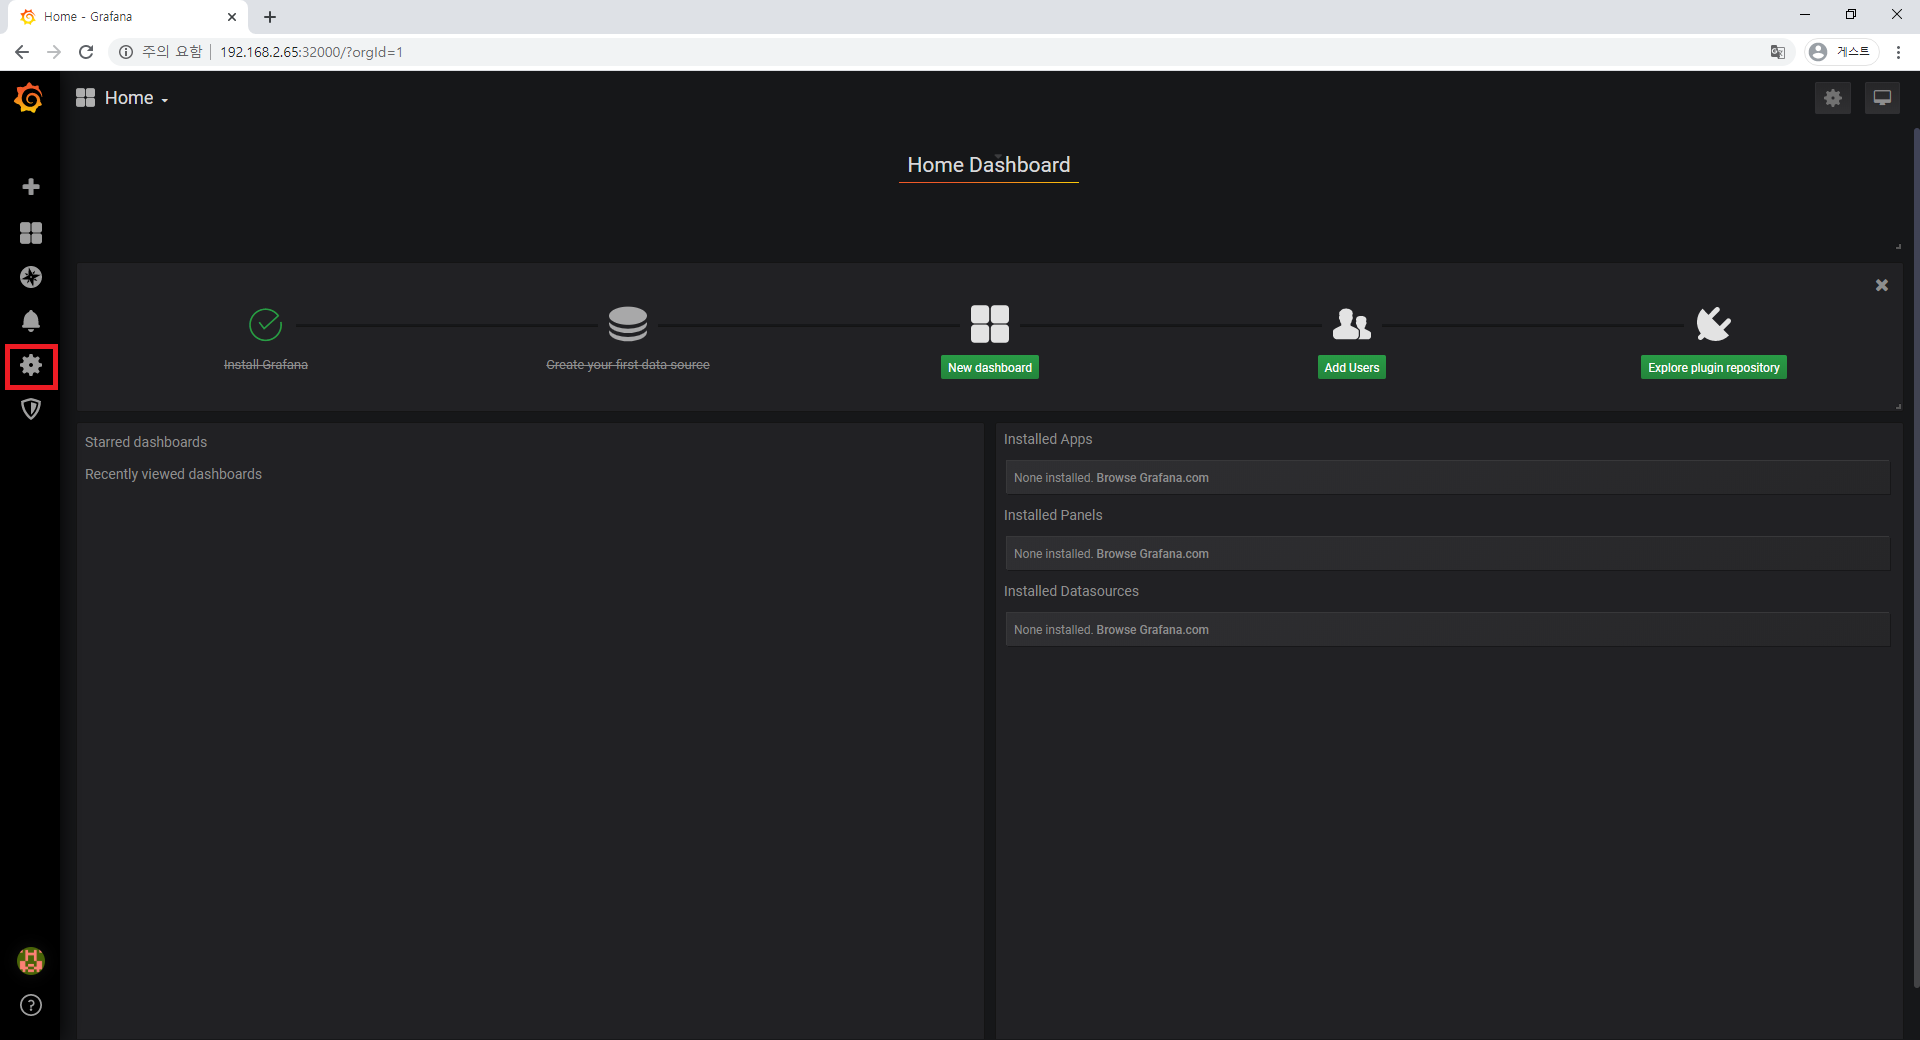 Home - Grafana
주의 요함
192.168.2.65:32000/?orgId=1
게스트
Home
Home Dashboard
Install Grafana
Create your first data source
New dashboard
Add Users
Explore plugin repository
Starred dashboards
Recently viewed dashboards
Installed Apps
None installed. Browse Grafana.com
Installed Panels
None installed. Browse Grafana.com
Installed Datasources
None installed. Browse Grafana.com